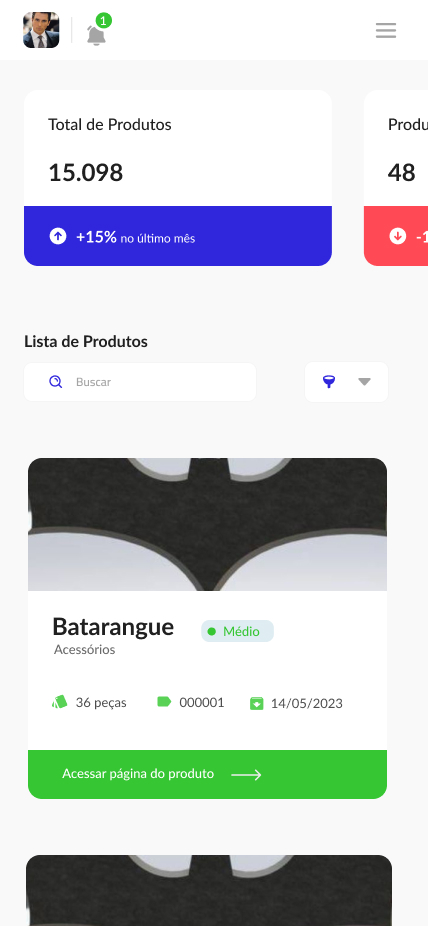 1
Total de Produtos
15.098
+15% no último mês
Produ
48
-1
Lista de Produtos
Buscar
Batarangue
Médio
Acessórios
36 peças
000001
14/05/2023
Acessar página do produto